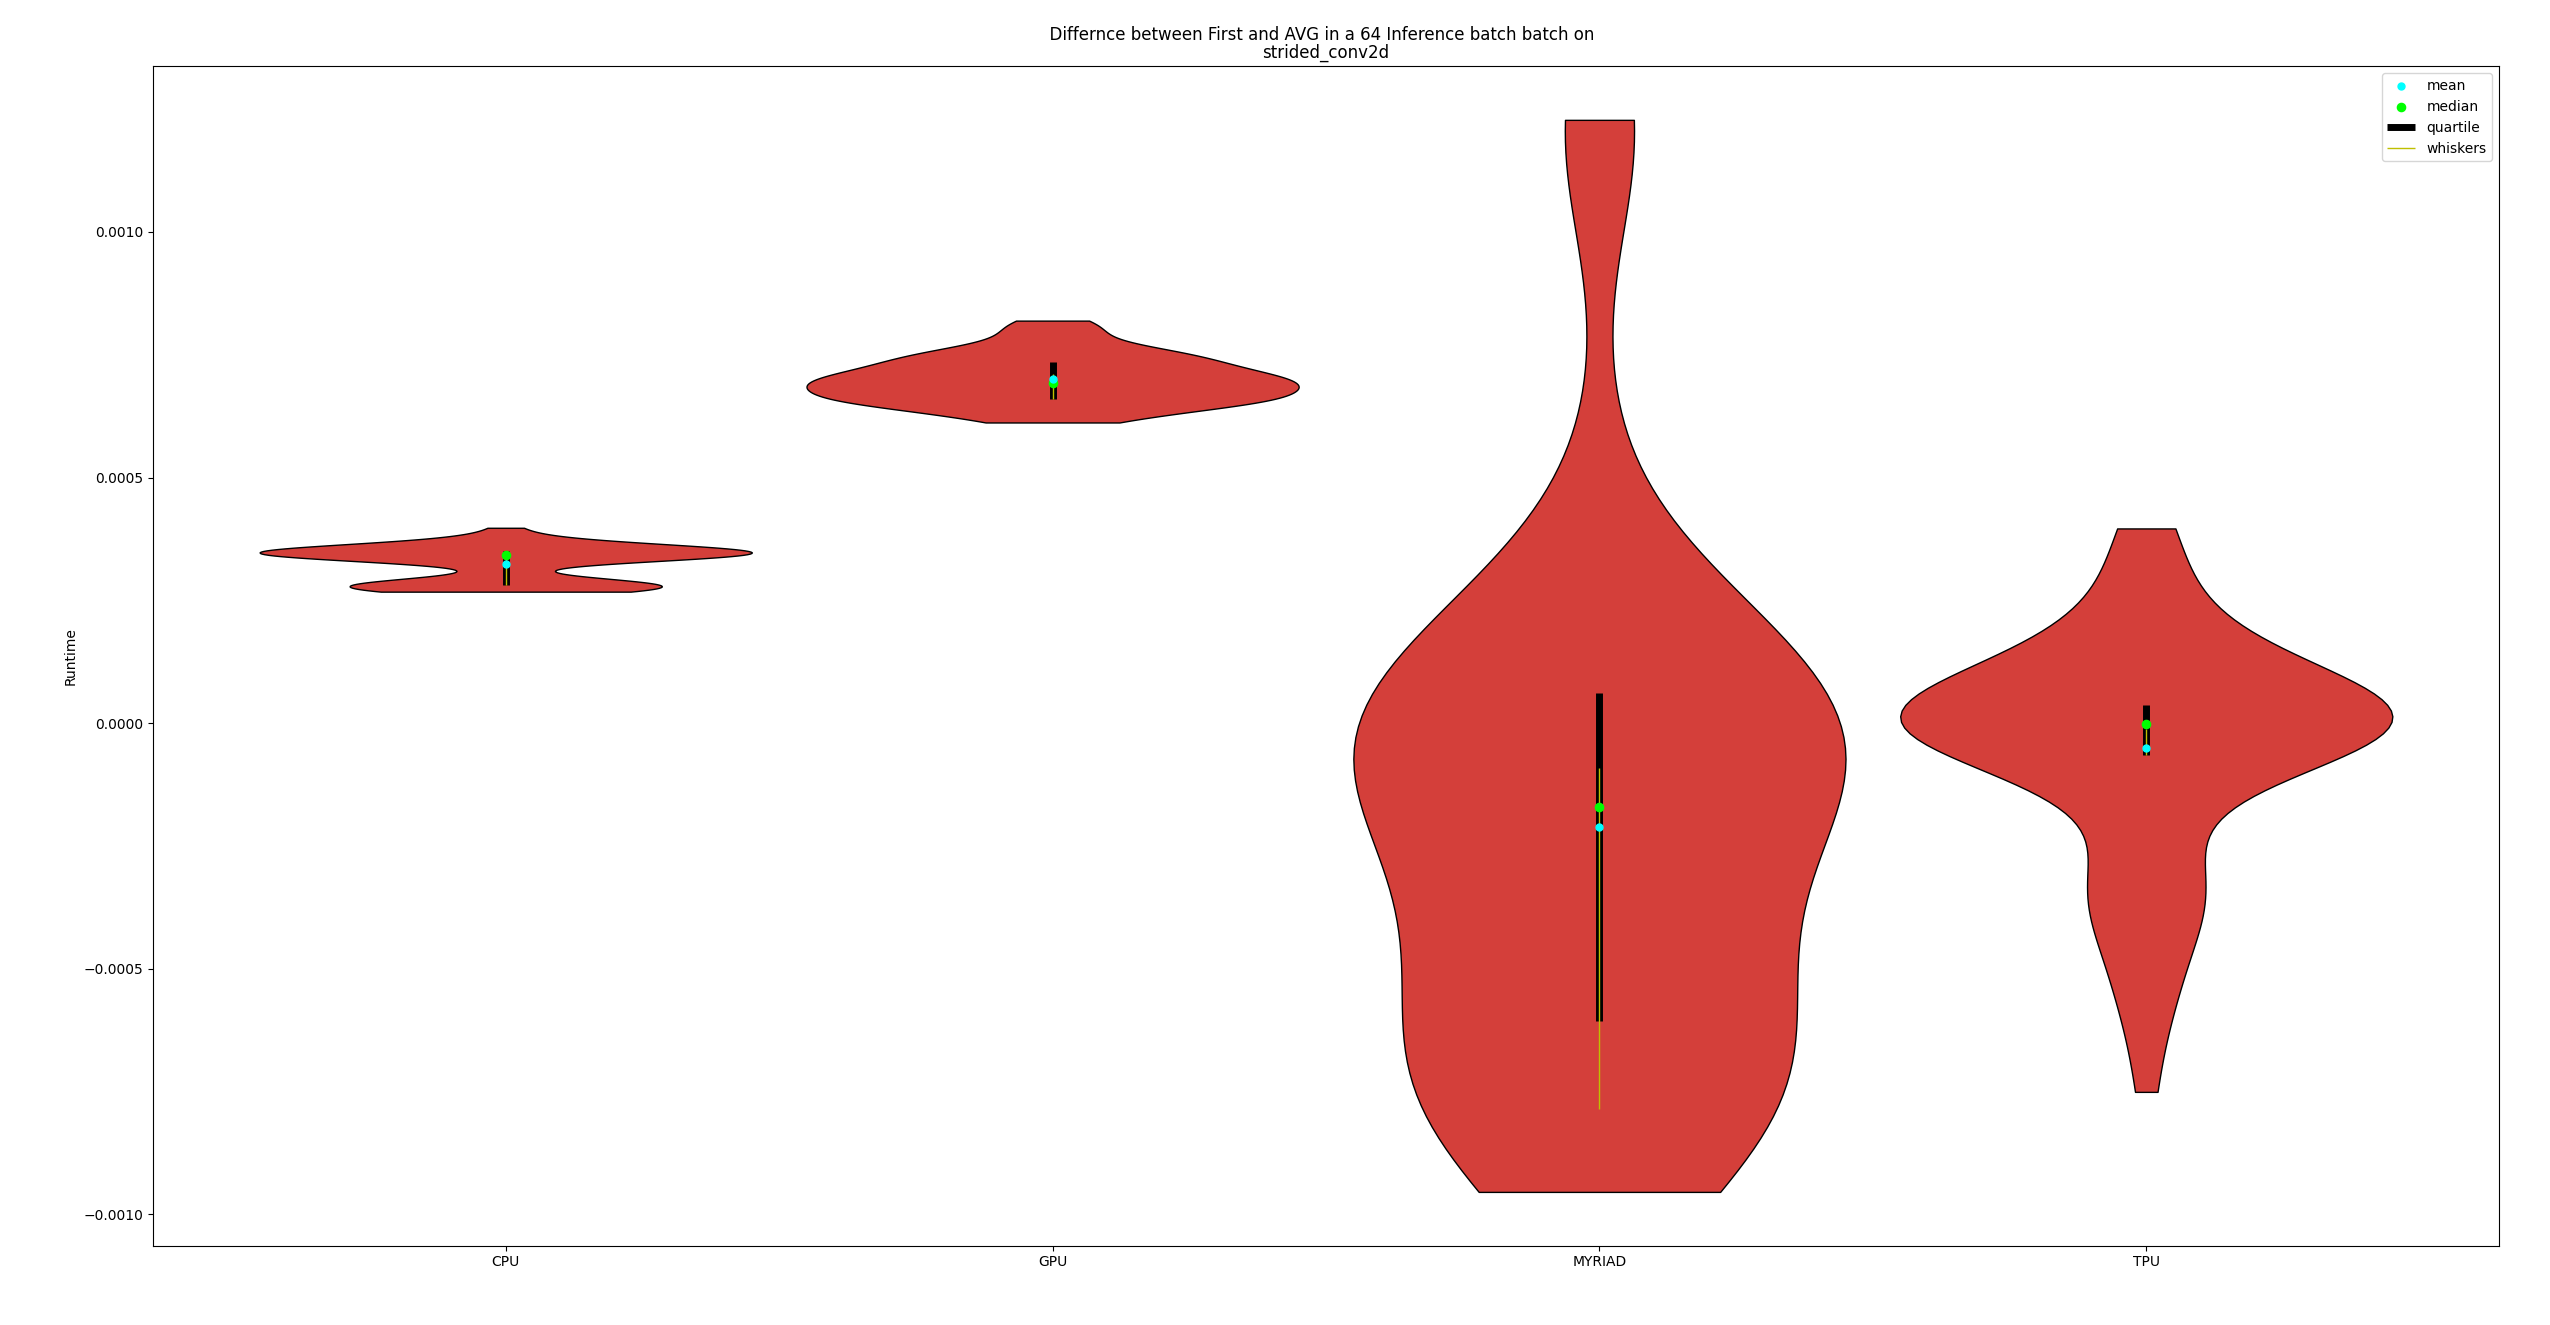 Differnce between First and AVG in a 64 Inference batch batch on
strided_conv2d
mean
median
quartile
whiskers
0.0010
0.0005
0.0000
−0.0005
−0.0010
Runtime
CPU
GPU
MYRIAD
TPU